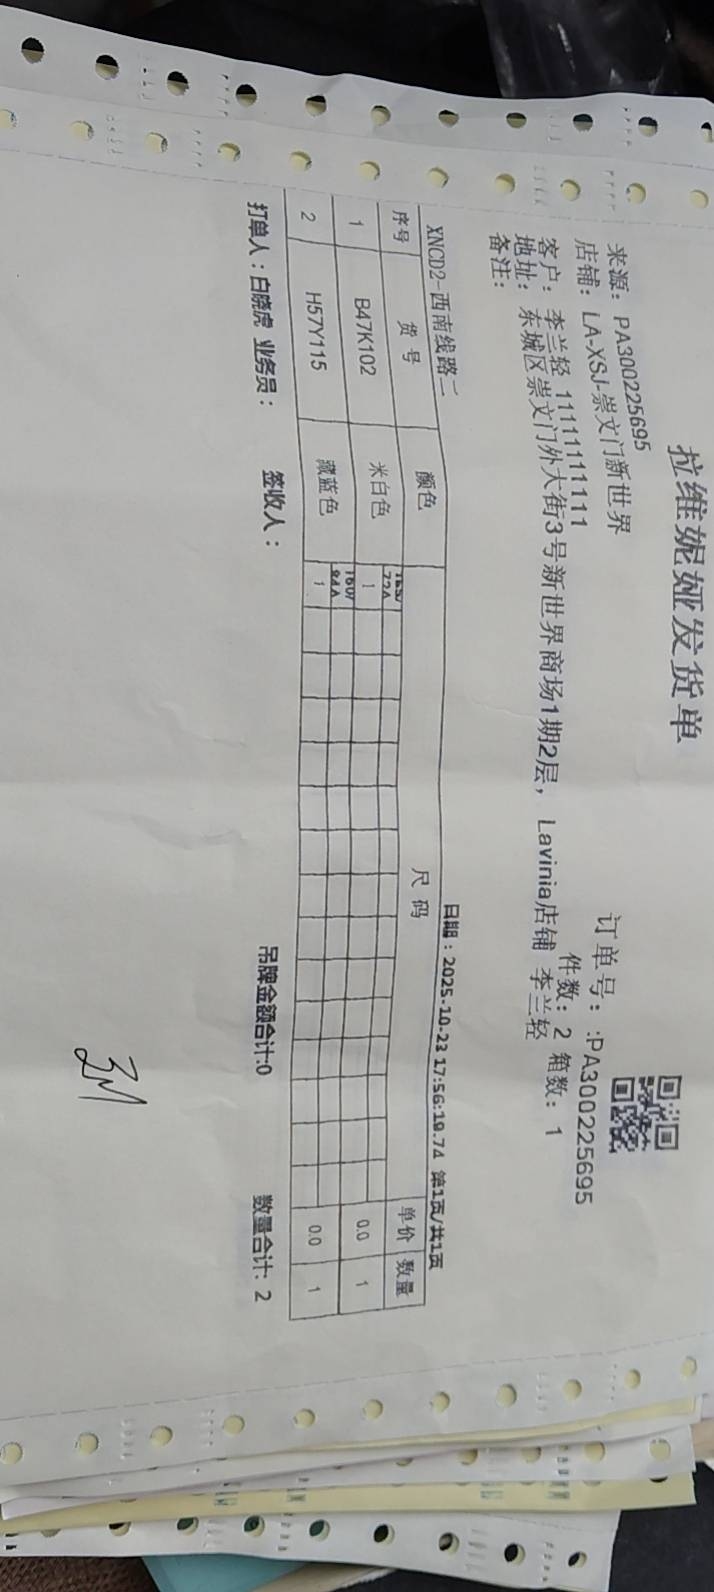 拉维妮娅发货单
来源： PA300225695
订单号： :PA300225695
店铺： LA-XSJ-崇文门新世界
件数： 2 箱数： 1
客户： 李兰轻 11111111111
地址： 东城区崇文门外大街3号新世界商场1期2层， Lavinia店铺 李兰轻
备注：
XNCD2-西南线路二
日期：2025-10-23 17:56:19.74 第1页/共1页
序号 货号 颜色 尺码 单价 数量
1 B47K102 米白色 1 0.0 1
2 H57Y115 藏蓝色 1 0.0 1
打单人：白晓虎 业务员： 签收人： 吊牌金额合计:0 数量合计: 2